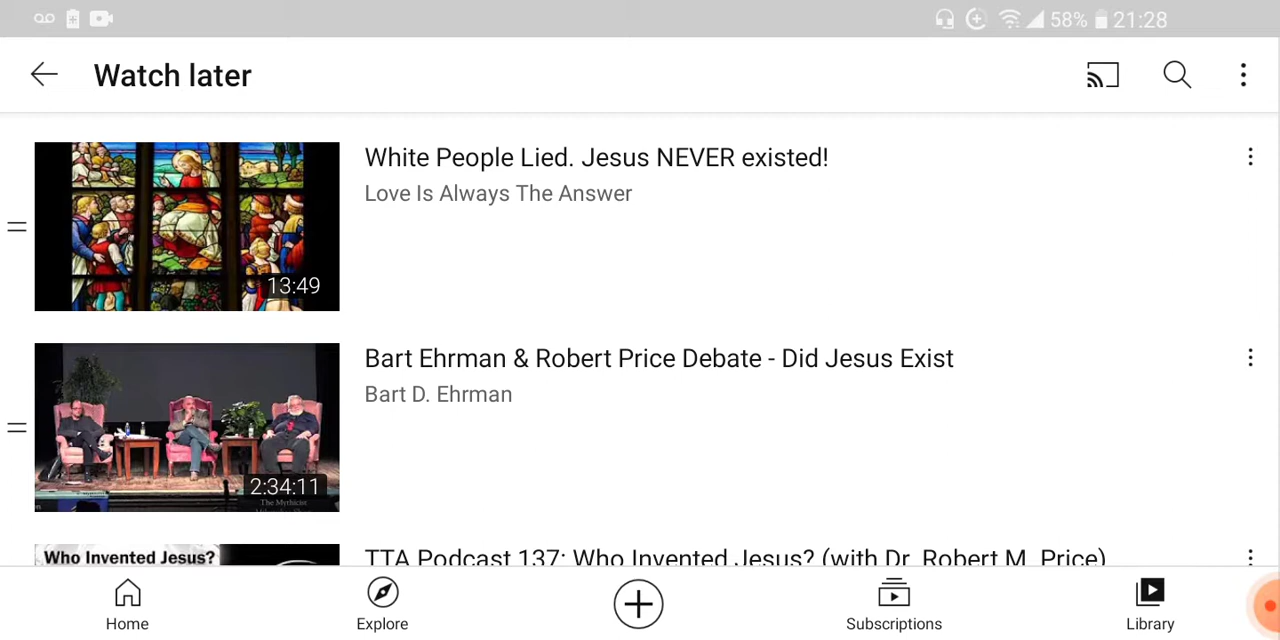 58% 21:28
Watch later
White People Lied. Jesus NEVER existed!
Love Is Always The Answer
13:49
Bart Ehrman & Robert Price Debate - Did Jesus Exist
Bart D. Ehrman
2:34:11
The Mythicist
Who Invented Jesus?
TTA Podcast 137: Who Invented Jesus? (with Dr. Robert M. Price)
Home
Explore
Subscriptions
Library